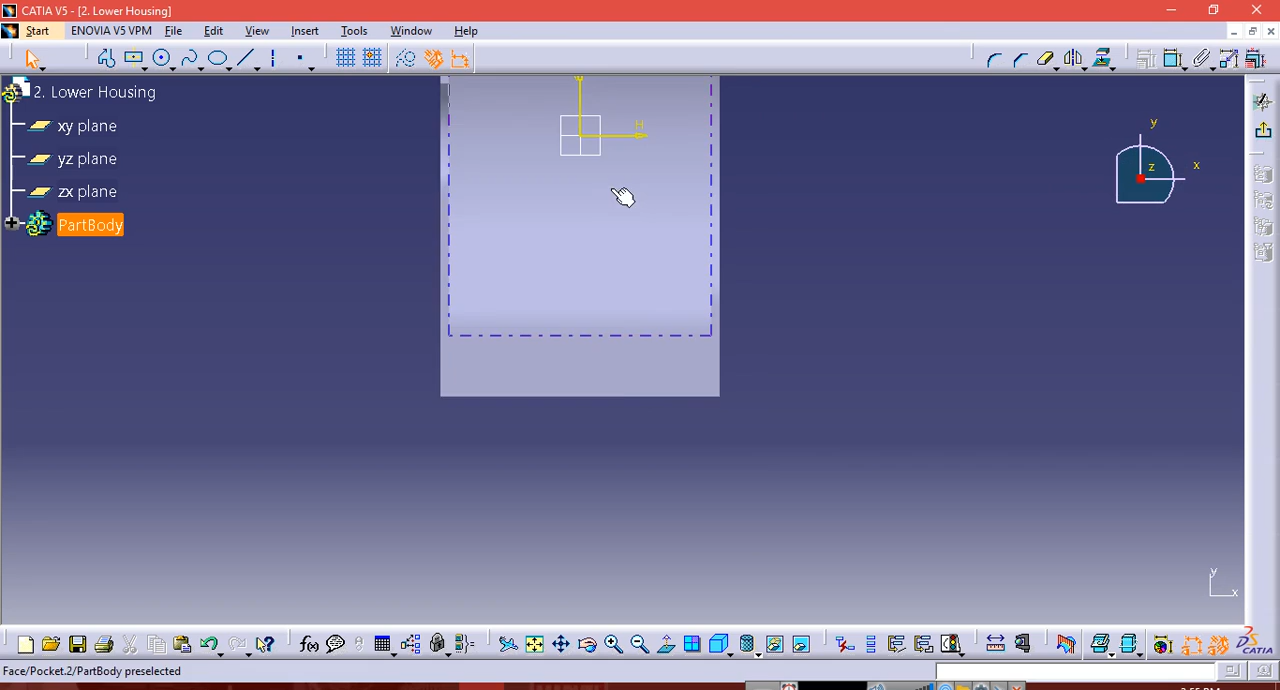 CATIA V5 - [2. Lower Housing]
Start ENOVIA V5 VPM File Edit View Insert Tools Window Help
2. Lower Housing
xy plane
yz plane
zx plane
PartBody
H
y
z x
y
x
f(x)
CATIA
Face/Pocket.2/PartBody preselected